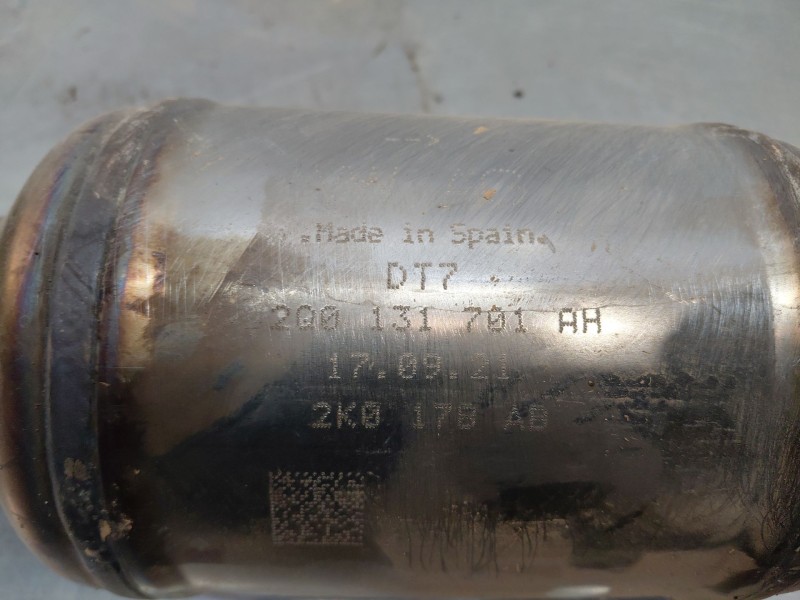 Made in Spain
DT7
2Q0 131 701 AH
17.09.21
2K0 178 AD